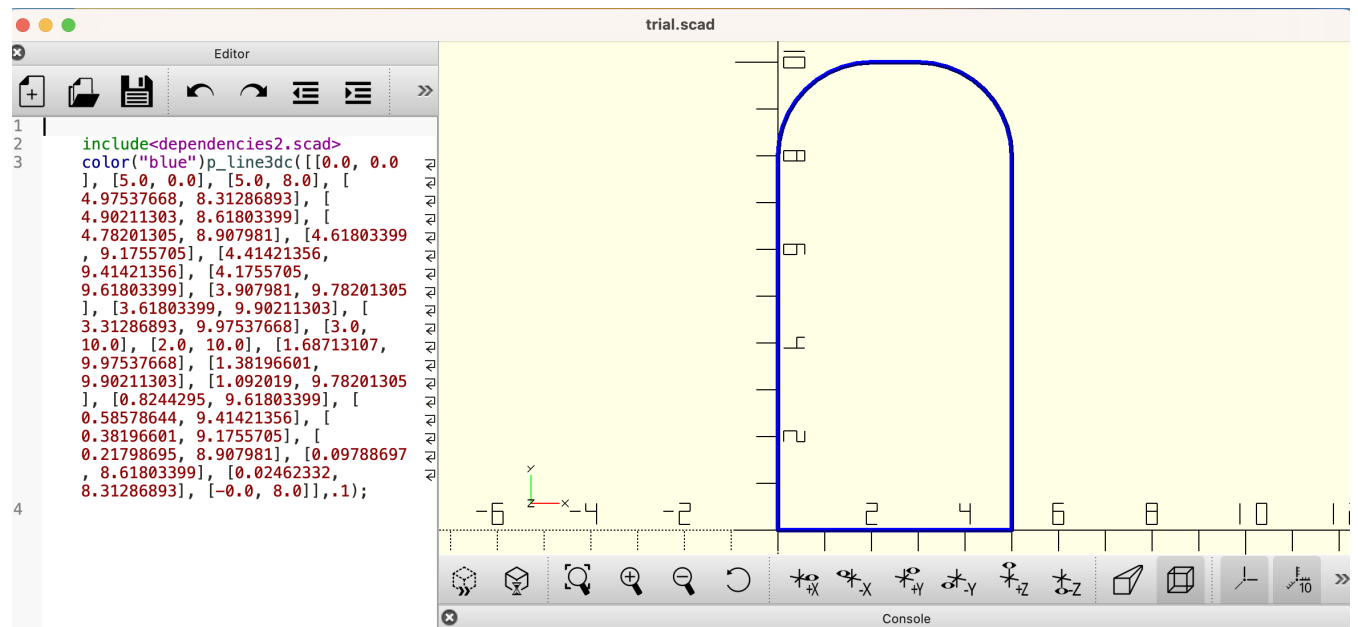 trial.scad
Editor
1
2 include<dependencies2.scad>
3 color("blue")p_line3dc([[0.0, 0.0
], [5.0, 0.0], [5.0, 8.0], [
4.97537668, 8.31286893], [
4.90211303, 8.61803399], [
4.78201305, 8.907981], [4.61803399
, 9.1755705], [4.41421356,
9.41421356], [4.1755705,
9.61803399], [3.907981, 9.78201305
], [3.61803399, 9.90211303], [
3.31286893, 9.97537668], [3.0,
10.0], [2.0, 10.0], [1.68713107,
9.97537668], [1.38196601,
9.90211303], [1.092019, 9.78201305
], [0.8244295, 9.61803399], [
0.58578644, 9.41421356], [
0.38196601, 9.1755705], [
0.21798695, 8.907981], [0.09788697
, 8.61803399], [0.02462332,
8.31286893], [-0.0, 8.0]],.1);
4
10
8
6
4
2
y
z x
-6 -4 -2 2 4 6 8 10
+X -X +Y -Y +Z -Z 10
Console